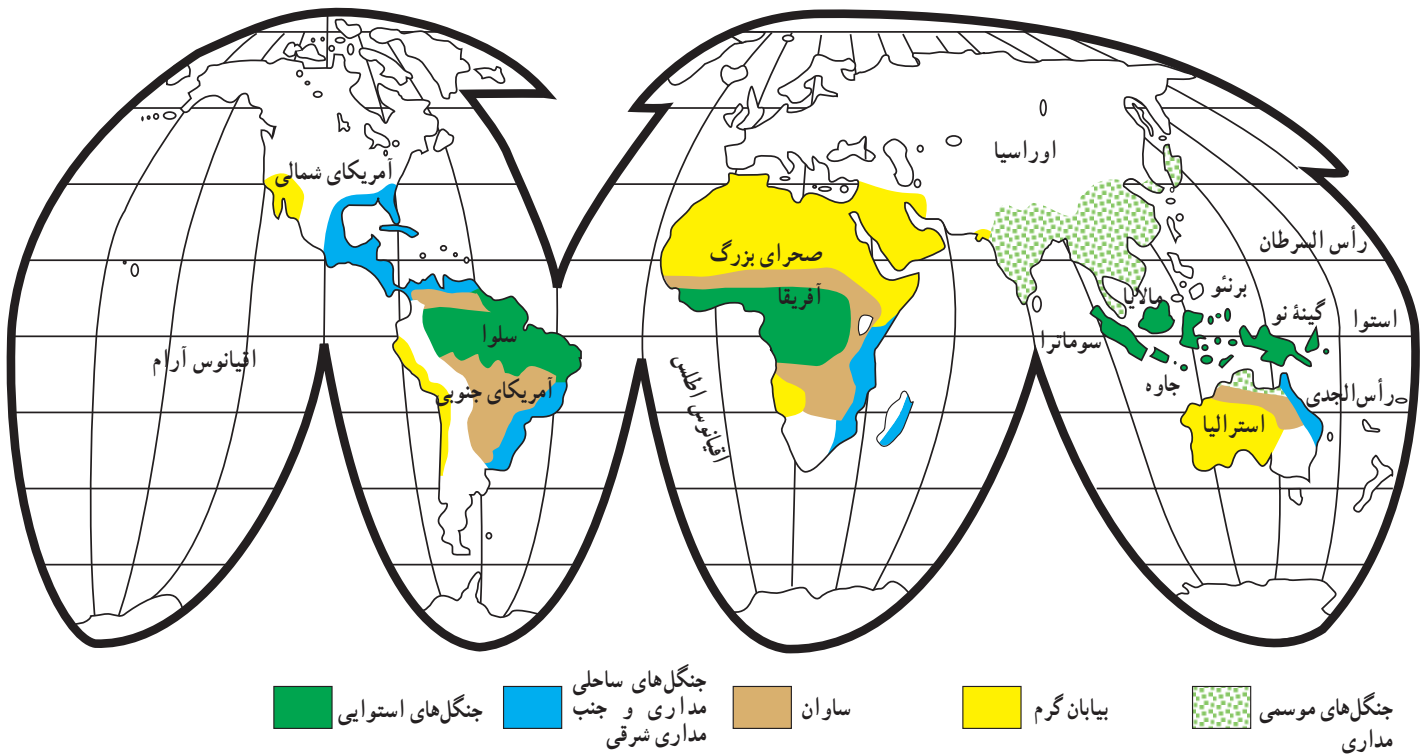 آمریکای شمالی
اوراسیا
رأس السرطان
صحرای بزرگ
آفریقا
برنئو
مالایا
گینهٔ نو
استوا
سلوا
سوماترا
اقیانوس آرام
جاوه
آمریکای جنوبی
رأس‌الجدی
اقیانوس اطلس
استرالیا
جنگل‌های استوایی
جنگل‌های ساحلی
مداری و جنب
مداری شرقی
ساوان
بیابان گرم
جنگل‌های موسمی
مداری